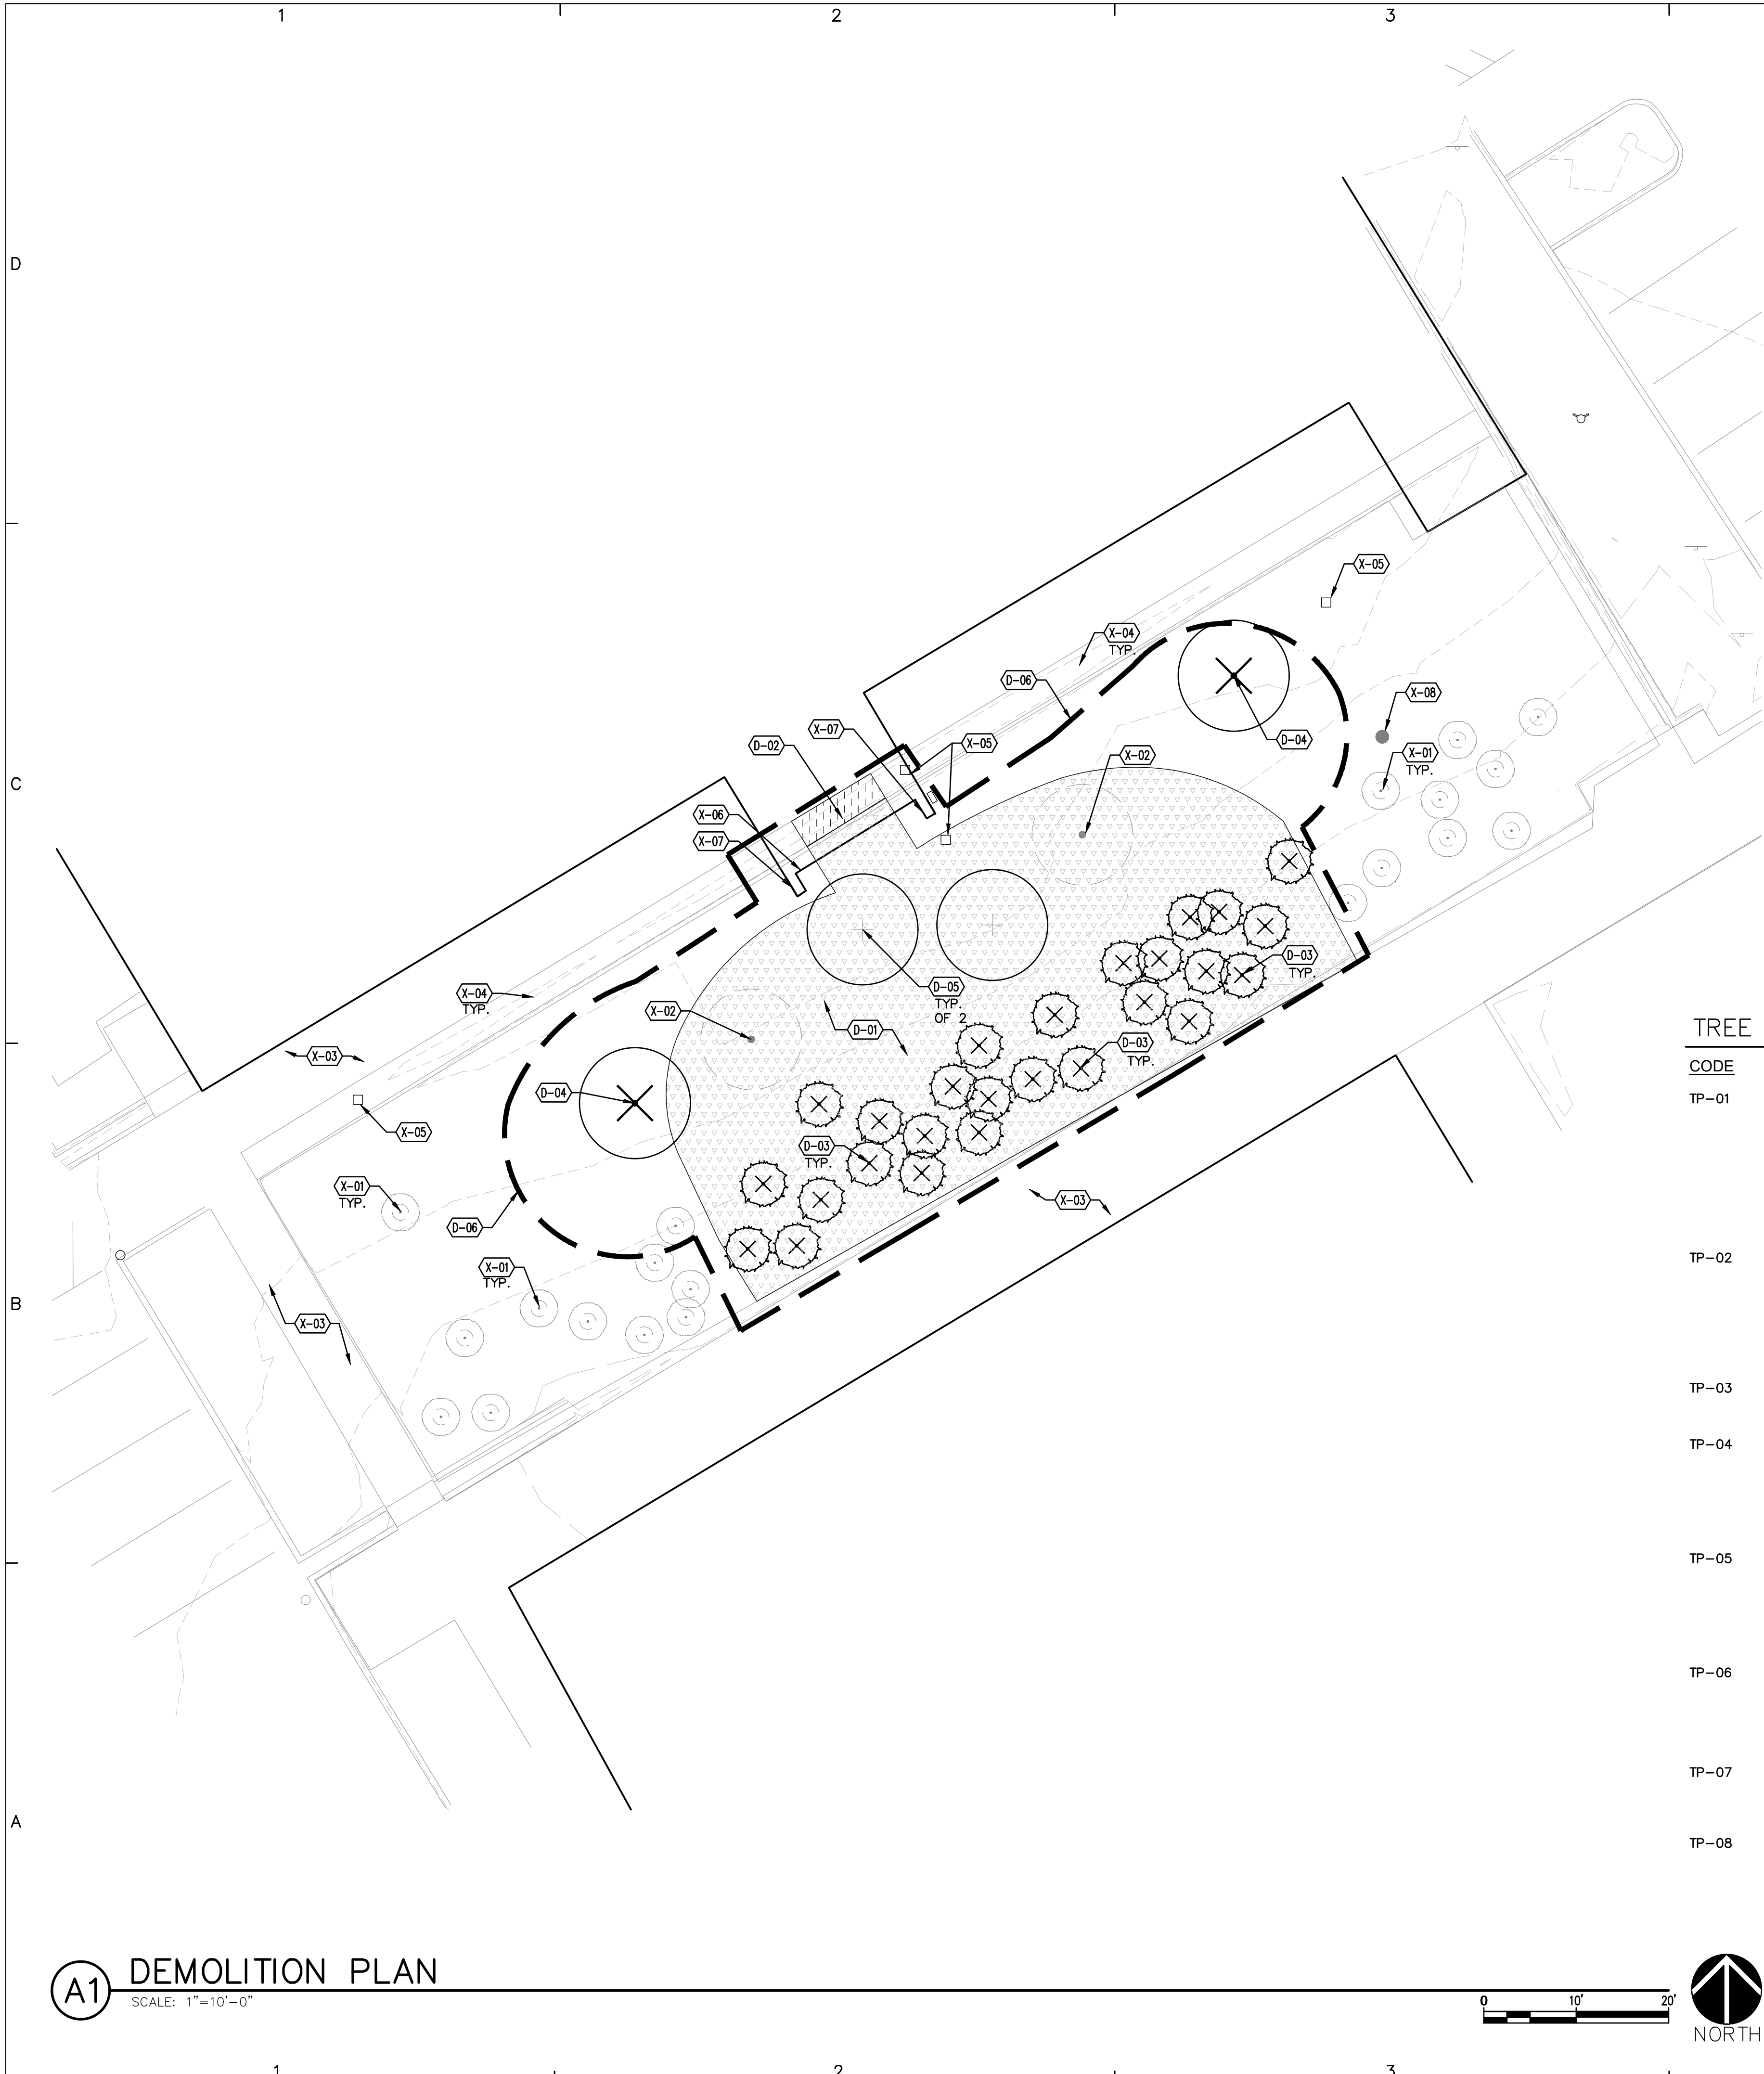 1 2 3
D
X-05
X-04
TYP.
D-06
X-08
X-07
D-02
X-05
D-04
X-02
X-01
TYP.
C
X-06
X-07
D-03
TYP.
D-05
TYP.
OF 2
X-04
TYP.
X-02
D-01
D-03
TYP.
X-03
TREE
CODE
D-04
TP-01
X-05
D-03
TYP.
X-01
TYP.
X-03
D-06
TP-02
X-01
TYP.
B
X-03
TP-03
TP-04
TP-05
TP-06
TP-07
A
TP-08
A1
DEMOLITION PLAN
SCALE: 1"=10'-0"
0 10' 20'
NORTH
1 2 3